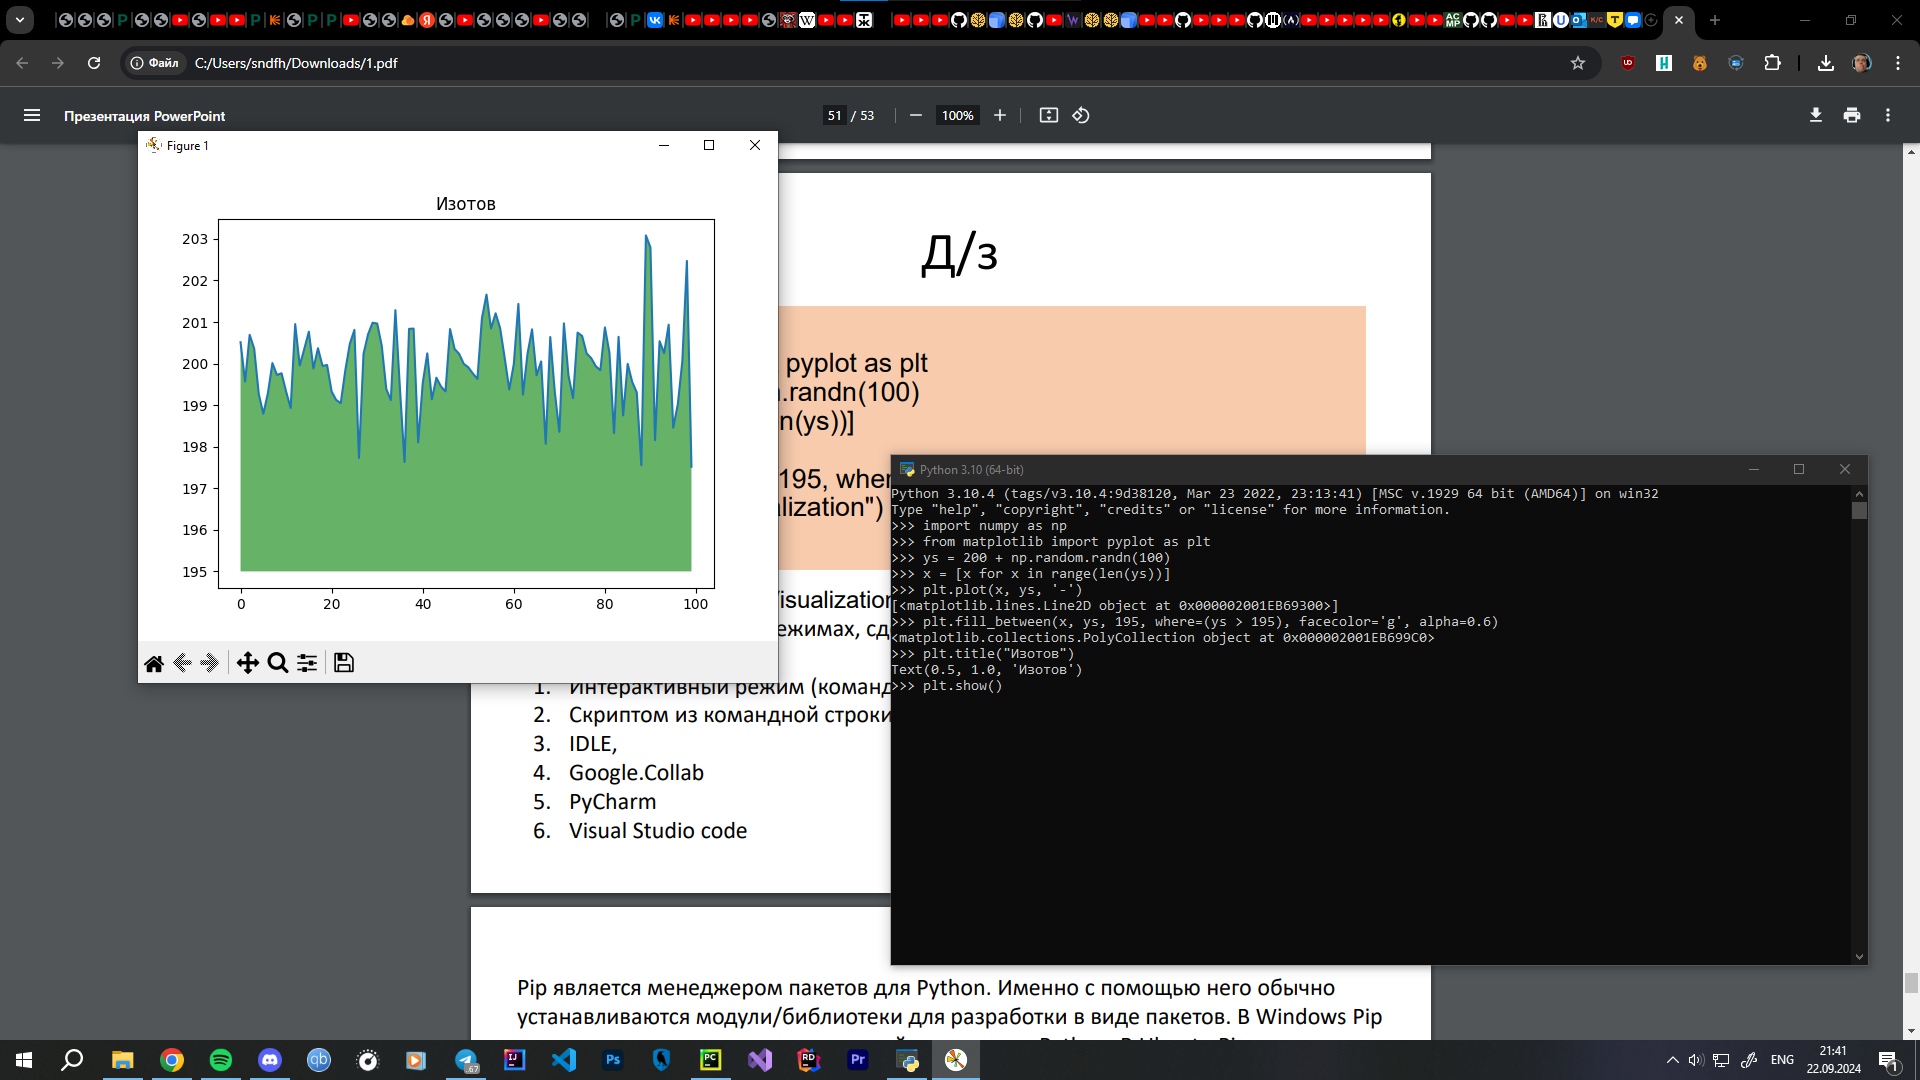 Файл
C:/Users/sndfh/Downloads/1.pdf
Презентация PowerPoint
51 / 53
100%
Figure 1
Изотов
203
202
201
200
199
198
197
196
195
0 20 40 60 80 100
Д/з
pyplot as plt
.randn(100)
n(ys))]
195, wher
lization")
isualization
ежимах, сд
1. Интерактивный режим (команд
2. Скриптом из командной строки
3. IDLE,
4. Google.Collab
5. PyCharm
6. Visual Studio code
Python 3.10 (64-bit)
Python 3.10.4 (tags/v3.10.4:9d38120, Mar 23 2022, 23:13:41) [MSC v.1929 64 bit (AMD64)] on win32
Type "help", "copyright", "credits" or "license" for more information.
>>> import numpy as np
>>> from matplotlib import pyplot as plt
>>> ys = 200 + np.random.randn(100)
>>> x = [x for x in range(len(ys))]
>>> plt.plot(x, ys, '-')
[<matplotlib.lines.Line2D object at 0x000002001EB69300>]
>>> plt.fill_between(x, ys, 195, where=(ys > 195), facecolor='g', alpha=0.6)
<matplotlib.collections.PolyCollection object at 0x000002001EB699C0>
>>> plt.title("Изотов")
Text(0.5, 1.0, 'Изотов')
>>> plt.show()
Pip является менеджером пакетов для Python. Именно с помощью него обычно
устанавливаются модули/библиотеки для разработки в виде пакетов. В Windows Pip
ENG
21:41
22.09.2024